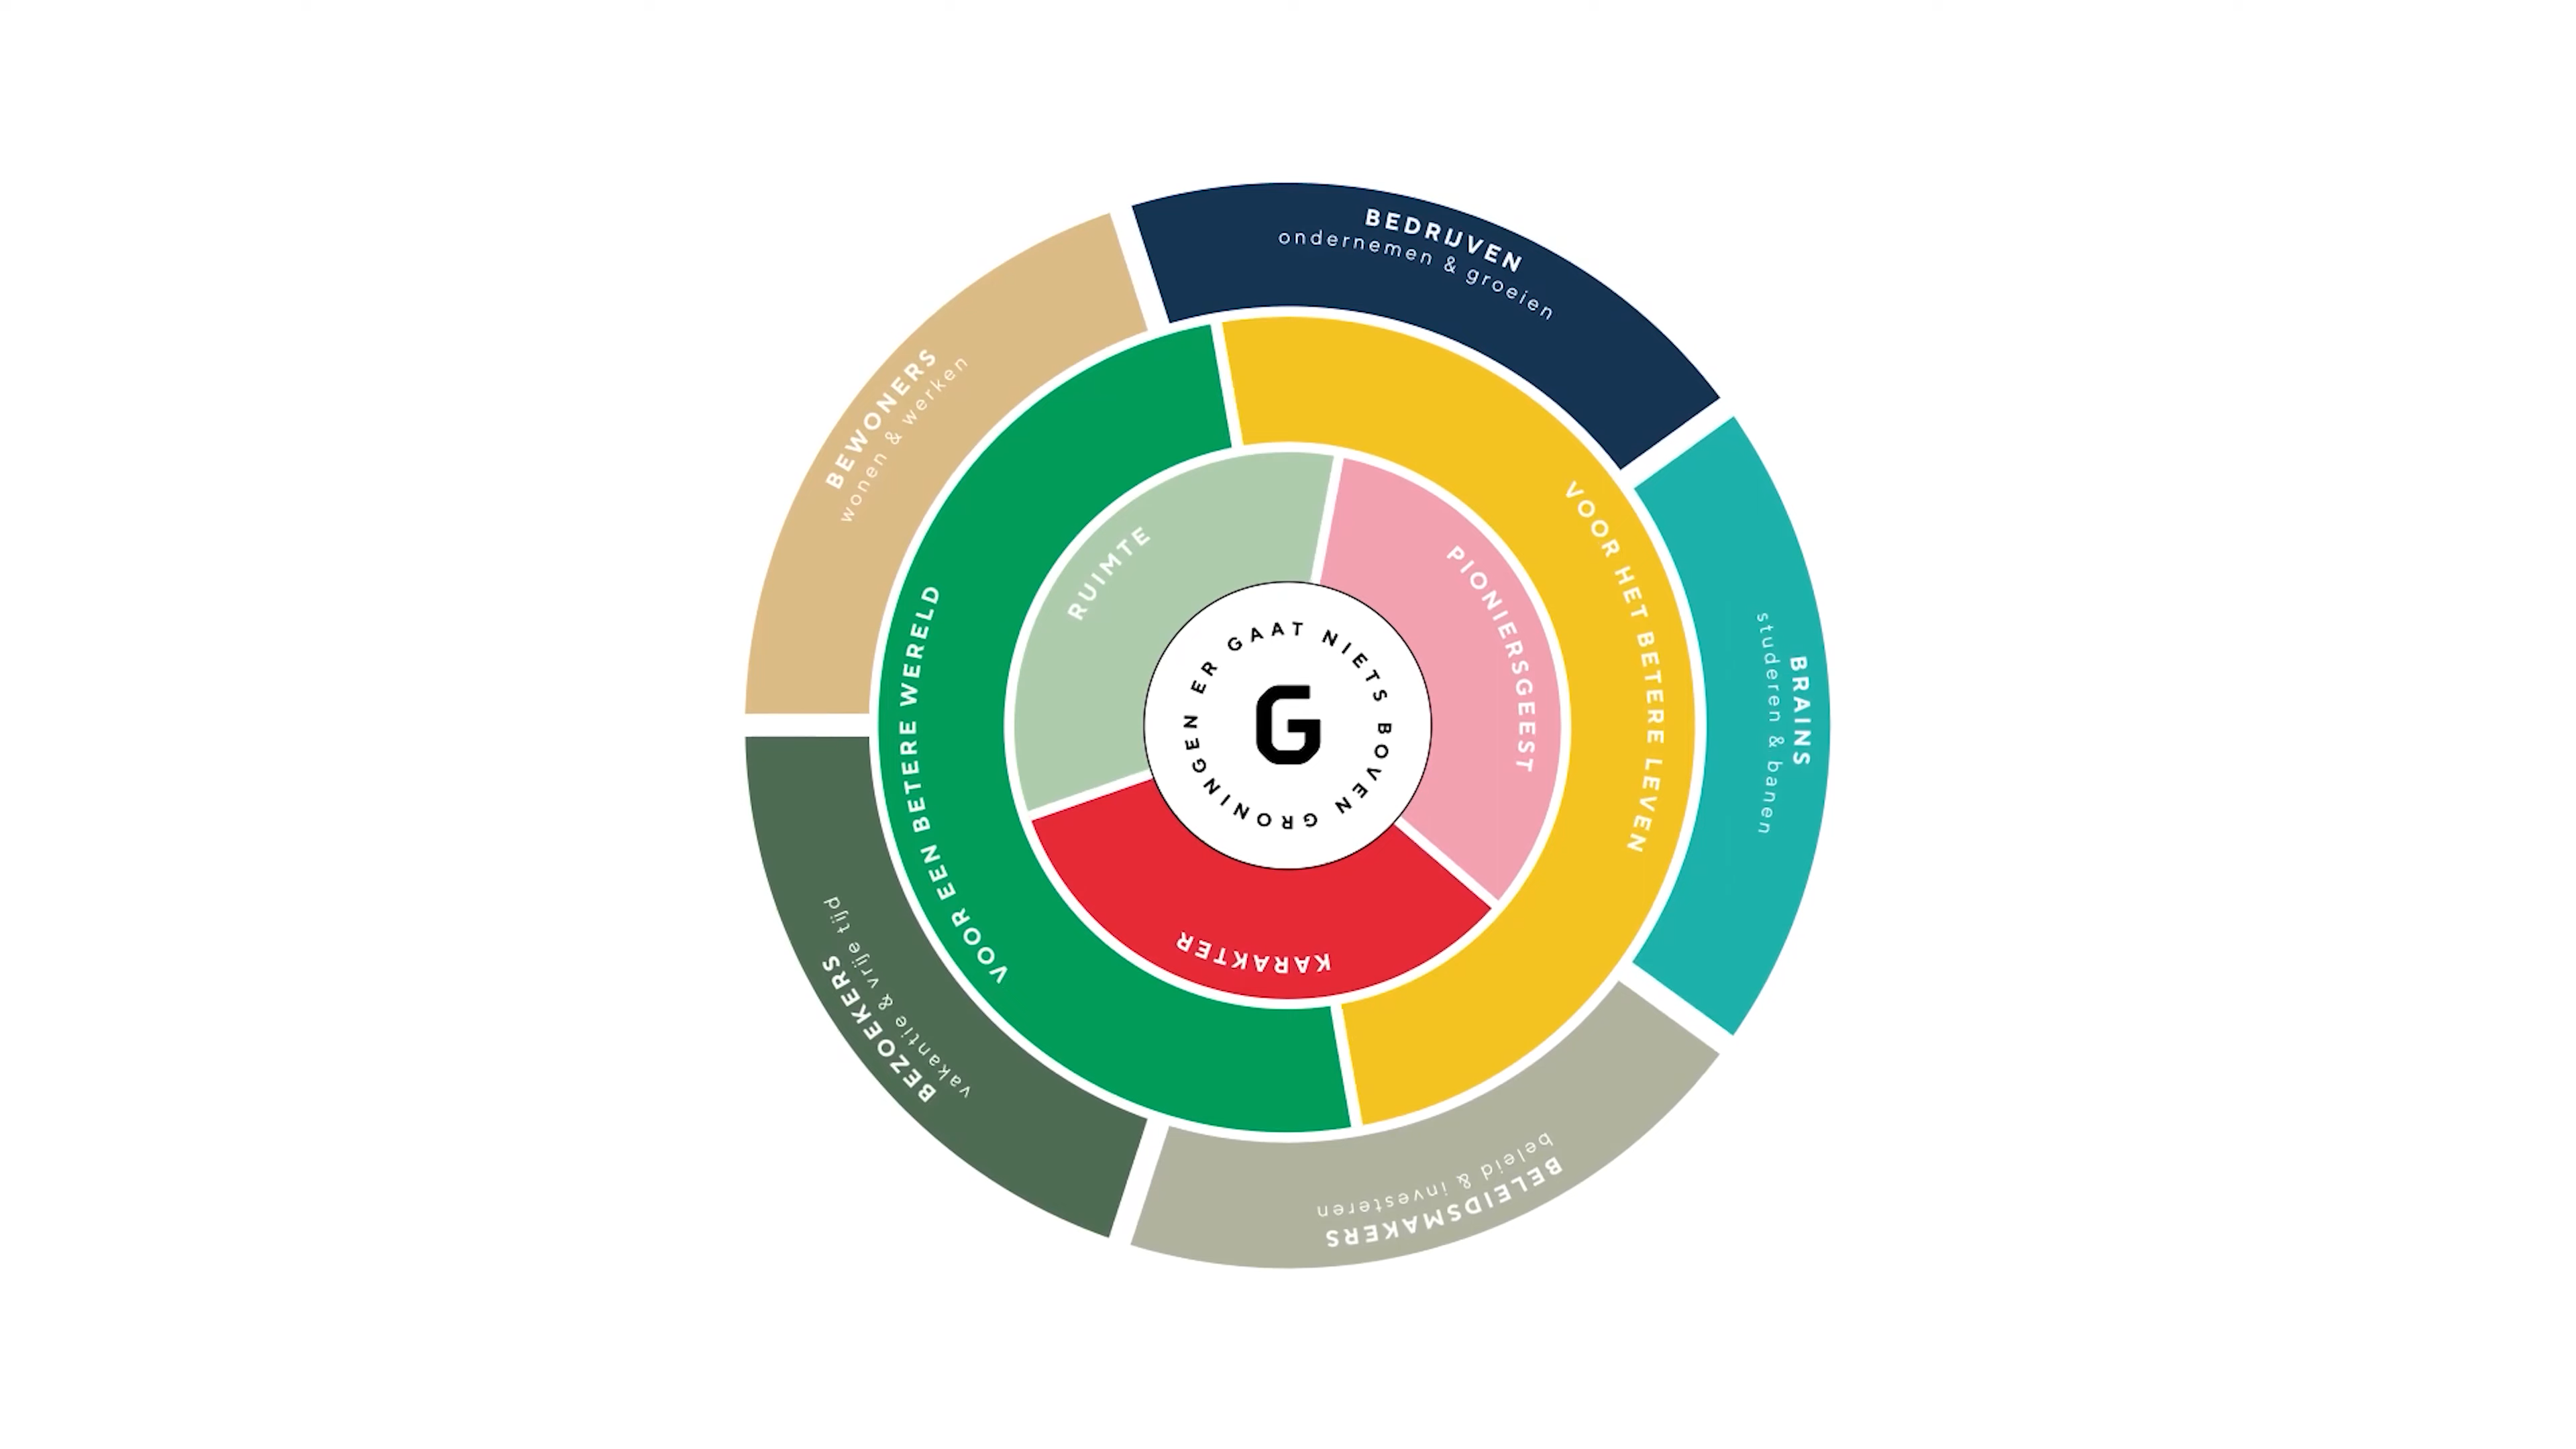 BEDRIJVEN
ondernemen & groeien
BRAINS
studeren & banen
BELEIDSMAKERS
beleid & investeren
BEZOEKERS
vakantie & vrije tijd
BEWONERS
wonen & werken
VOOR HET BETERE LEVEN
VOOR EEN BETERE WERELD
RUIMTE
PIONIERSGEEST
KARAKTER
ER GAAT NIETS BOVEN GRONINGEN
G